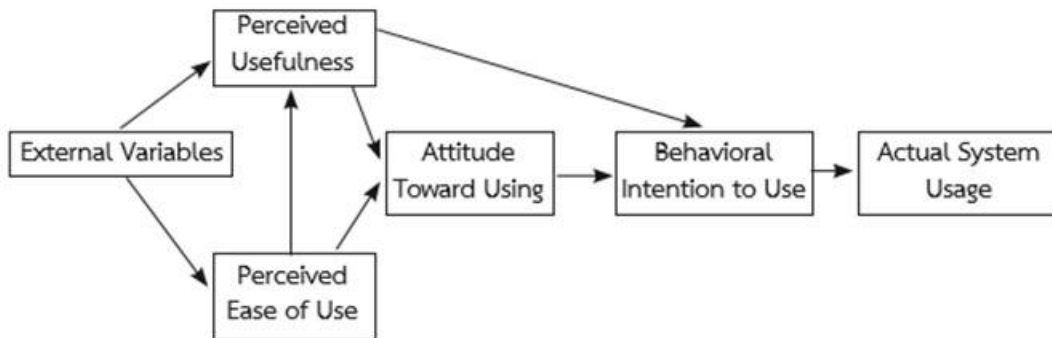 Perceived
Usefulness
External Variables
Attitude
Toward Using
Behavioral
Intention to Use
Actual System
Usage
Perceived
Ease of Use